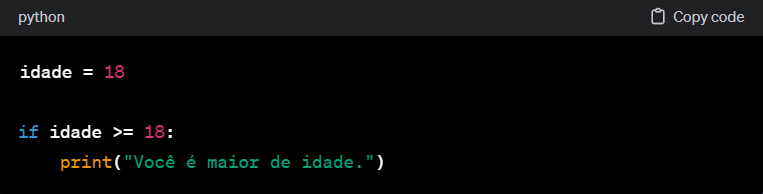 python
Copy code
idade = 18
if idade >= 18:
    print("Você é maior de idade.")